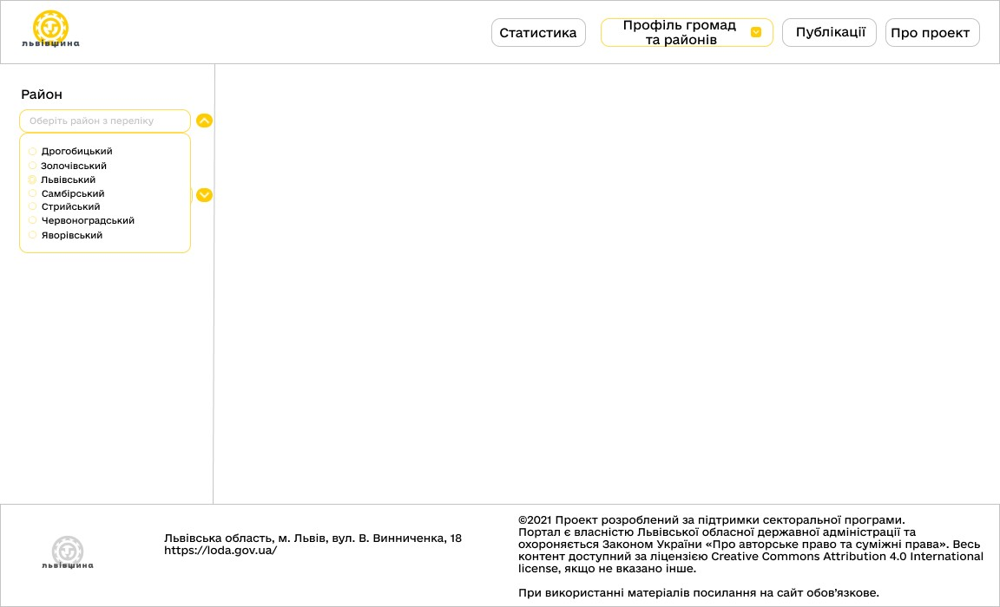 ЛЬВІВЩИНА
Статистика
Профіль громад
та районів
Публікації
Про проект
Район
Оберіть район з переліку
Дрогобицький
Золочівський
Львівський
Самбірський
Стрийський
Червоноградський
Яворівський
ЛЬВІВЩИНА
Львівська область, м. Львів, вул. В. Винниченка, 18
https://loda.gov.ua/
©2021 Проект розроблений за підтримки секторальної програми.
Портал є власністю Львівської обласної державної адміністрації та
охороняється Законом України «Про авторське право та суміжні права». Весь
контент доступний за ліцензією Creative Commons Attribution 4.0 International
license, якщо не вказано інше.
При використанні матеріалів посилання на сайт обов’язкове.